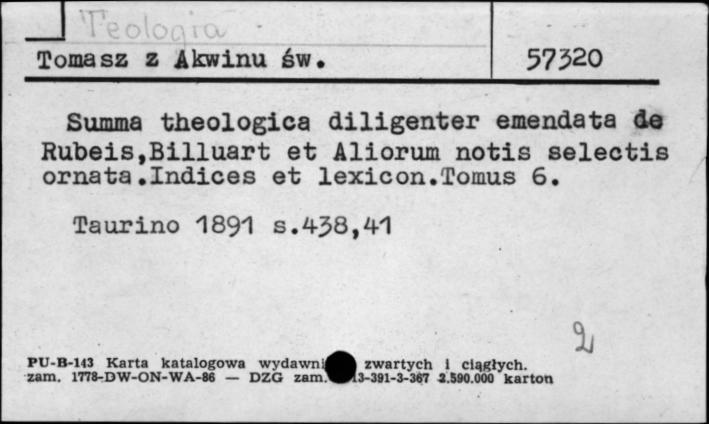 Teologia
Tomasz z Akwinu św. 57320
Summa theologica diligenter emendata de
Rubeis,Billuart et Aliorum notis selectis
ornata.Indices et lexicon.Tomus 6.
Taurino 1891 s.438,41
2
PU-B-143 Karta katalogowa wydawni zwartych i ciągłych.
zam. 1778-DW-ON-WA-86 — DZG zam. 13-391-3-367 2.590.000 karton